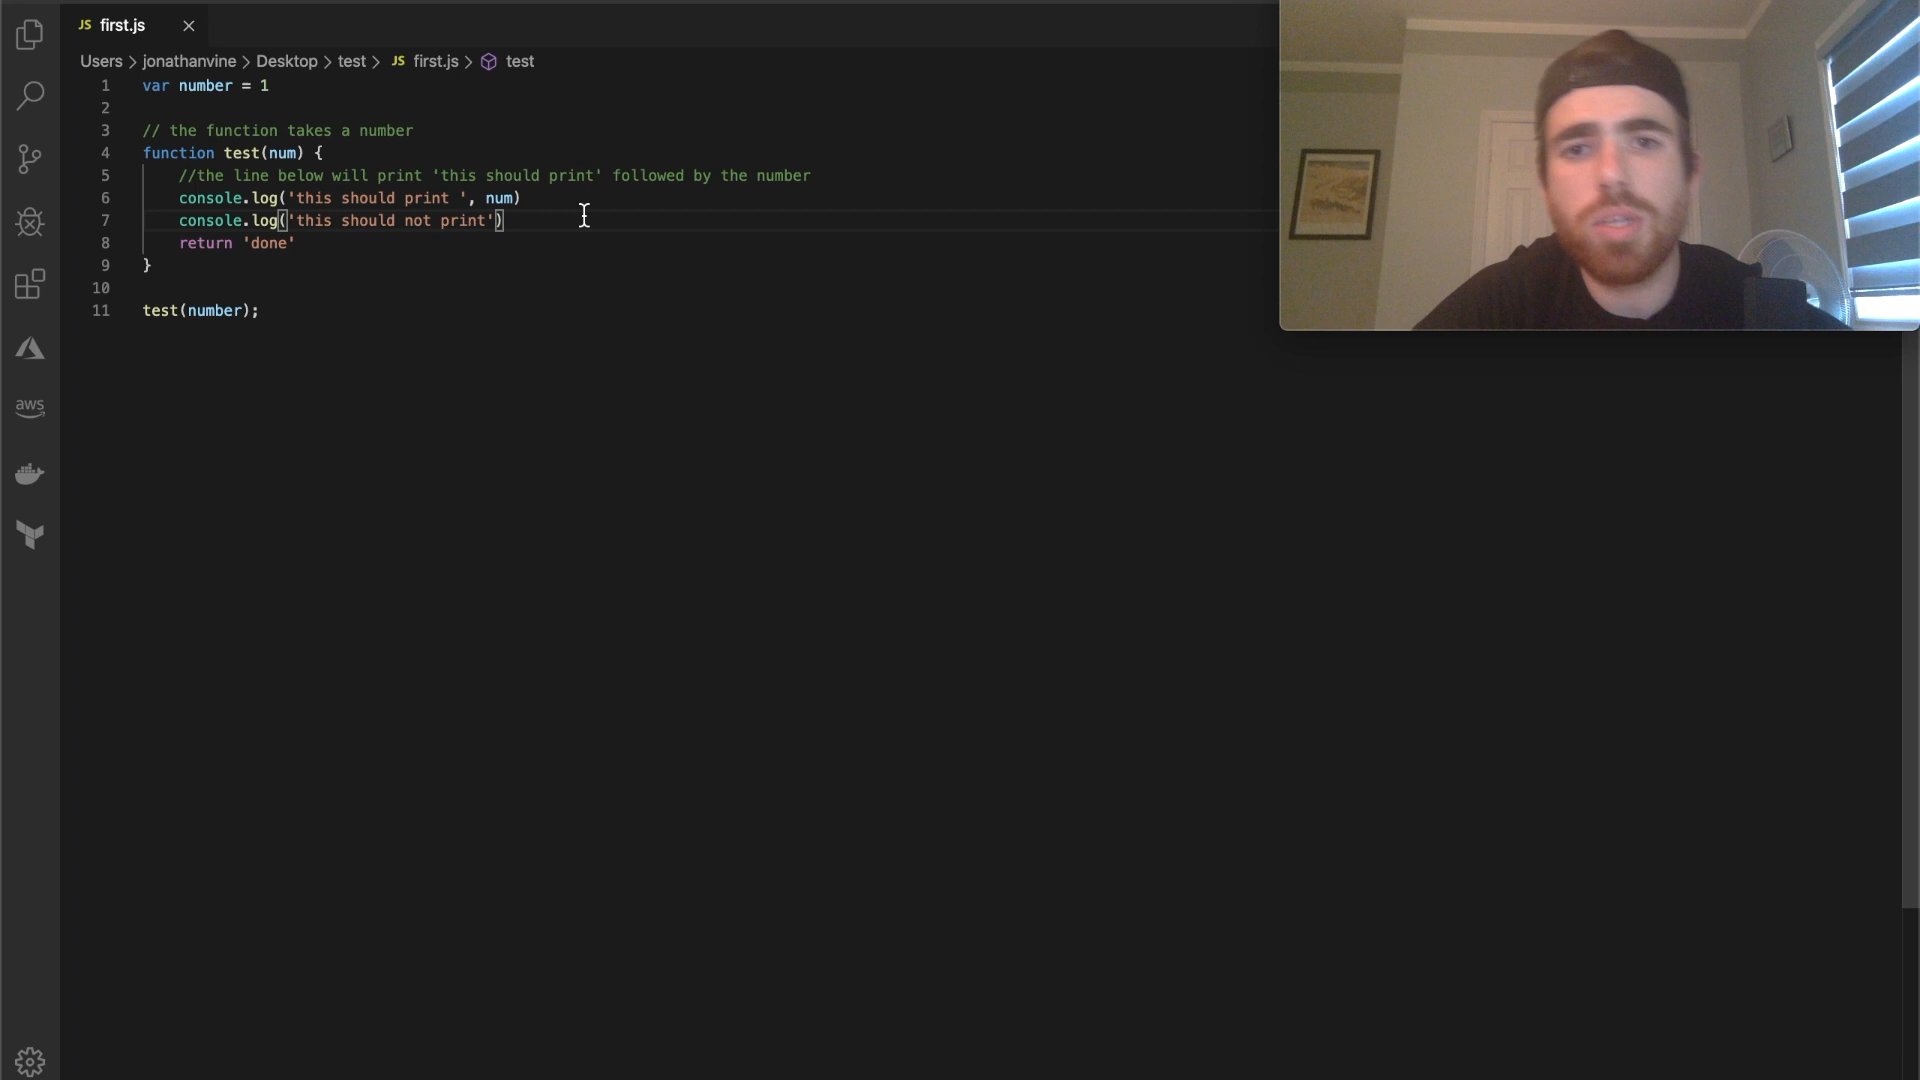 JS first.js
Users > jonathanvine > Desktop > test > JS first.js > test
1 var number = 1
2
3 // the function takes a number
4 function test(num) {
5 //the line below will print 'this should print' followed by the number
6 console.log('this should print ', num)
7 console.log('this should not print')
8 return 'done'
9 }
10
11 test(number);
aws